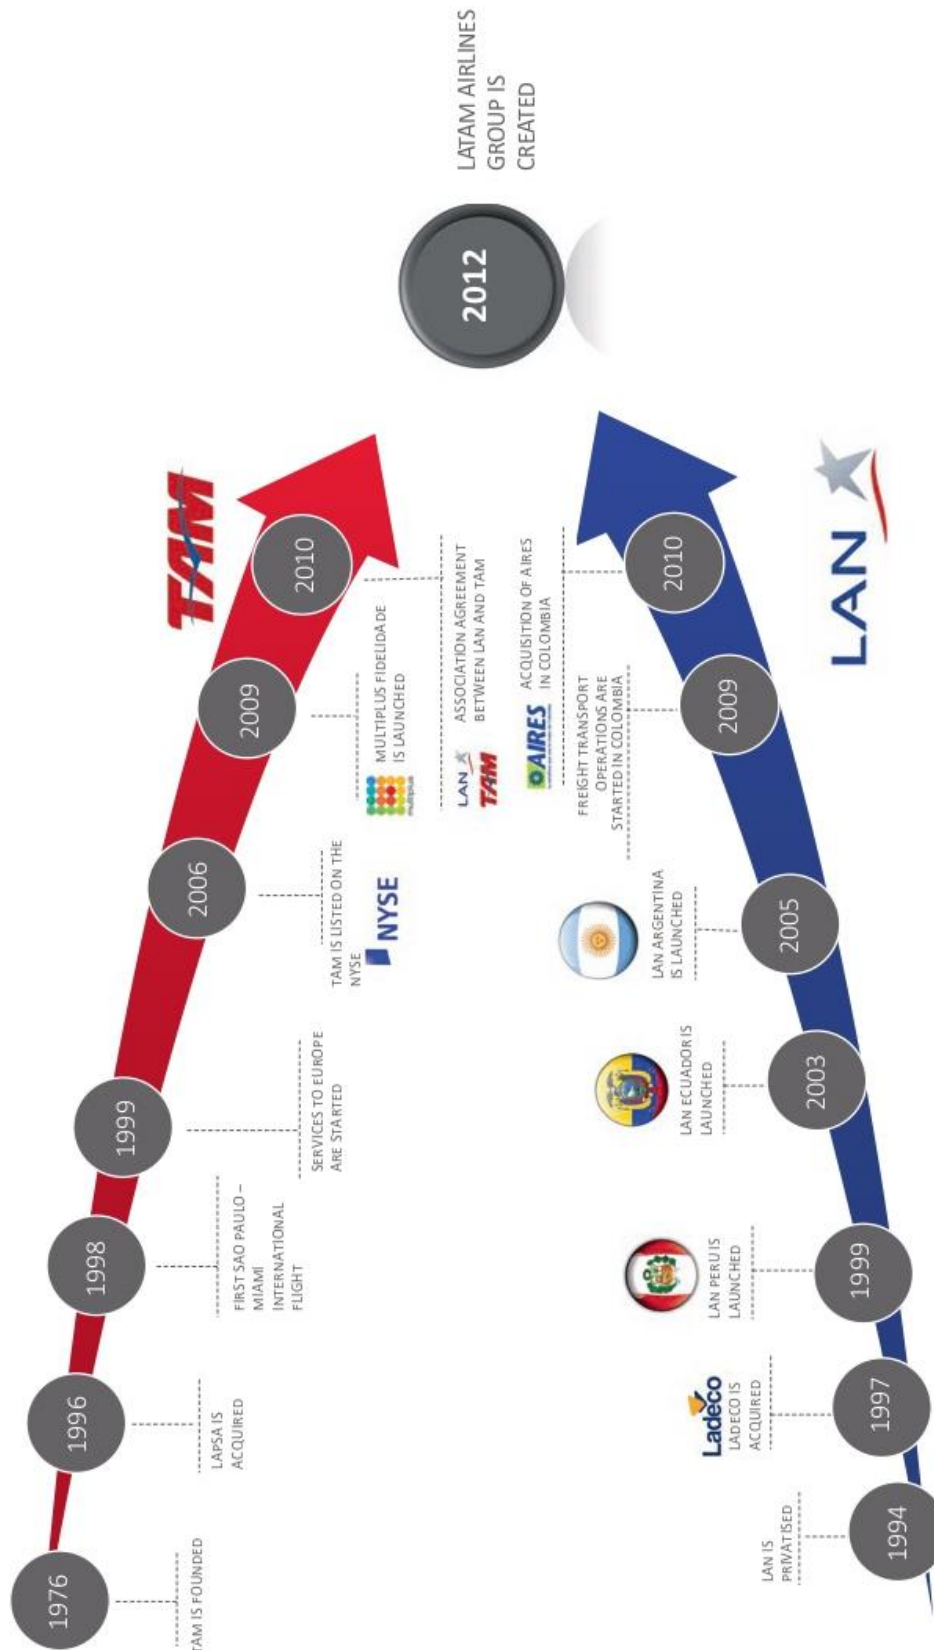 1976
TAM IS FOUNDED
1996
LAPSA IS
ACQUIRED
1998
FIRST SAO PAULO –
MIAMI
INTERNATIONAL
FLIGHT
1999
SERVICES TO EUROPE
ARE STARTED
2006
TAM IS LISTED ON THE
NYSE
NYSE
2009
MULTIPLUS FIDELIDADE
IS LAUNCHED
multiplus
2010
ASSOCIATION AGREEMENT
BETWEEN LAN AND TAM
LAN
TAM
TAM
2012
LATAM AIRLINES
GROUP IS
CREATED
1994
LAN IS
PRIVATISED
1997
Ladeco
LADECO IS
ACQUIRED
1999
LAN PERU IS
LAUNCHED
2003
LAN ECUADOR IS
LAUNCHED
2005
LAN ARGENTINA
IS LAUNCHED
2009
FREIGHT TRANSPORT
OPERATIONS ARE
STARTED IN COLOMBIA
2010
AIRES
ACQUISITION OF AIRES
IN COLOMBIA
LAN